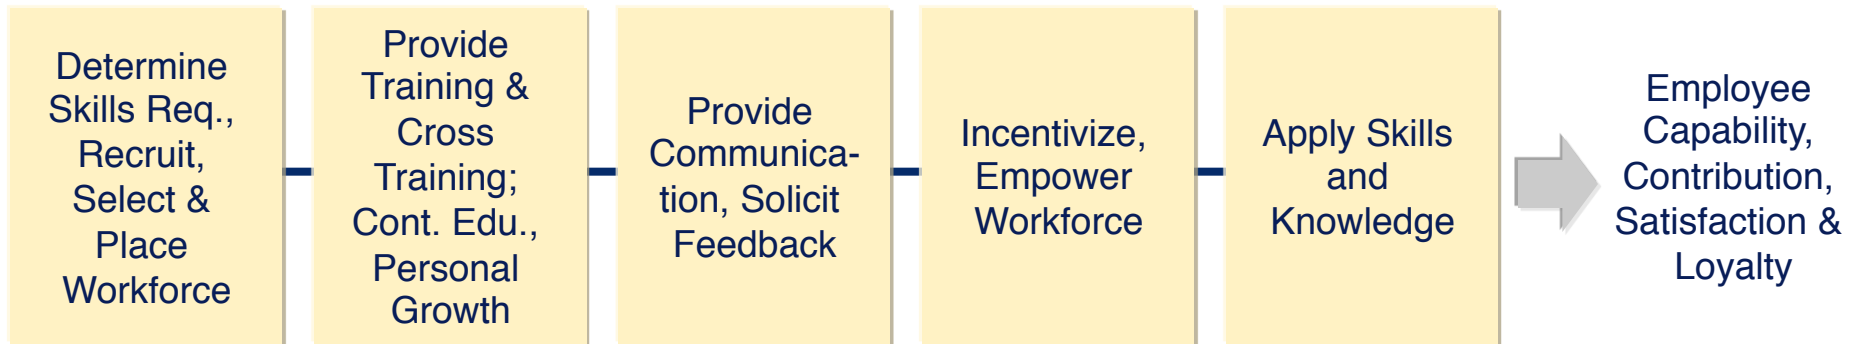 Determine
Skills Req.,
Recruit,
Select &
Place
Workforce
Provide
Training &
Cross
Training;
Cont. Edu.,
Personal
Growth
Provide
Communica-
tion, Solicit
Feedback
Incentivize,
Empower
Workforce
Apply Skills
and
Knowledge
Employee
Capability,
Contribution,
Satisfaction &
Loyalty